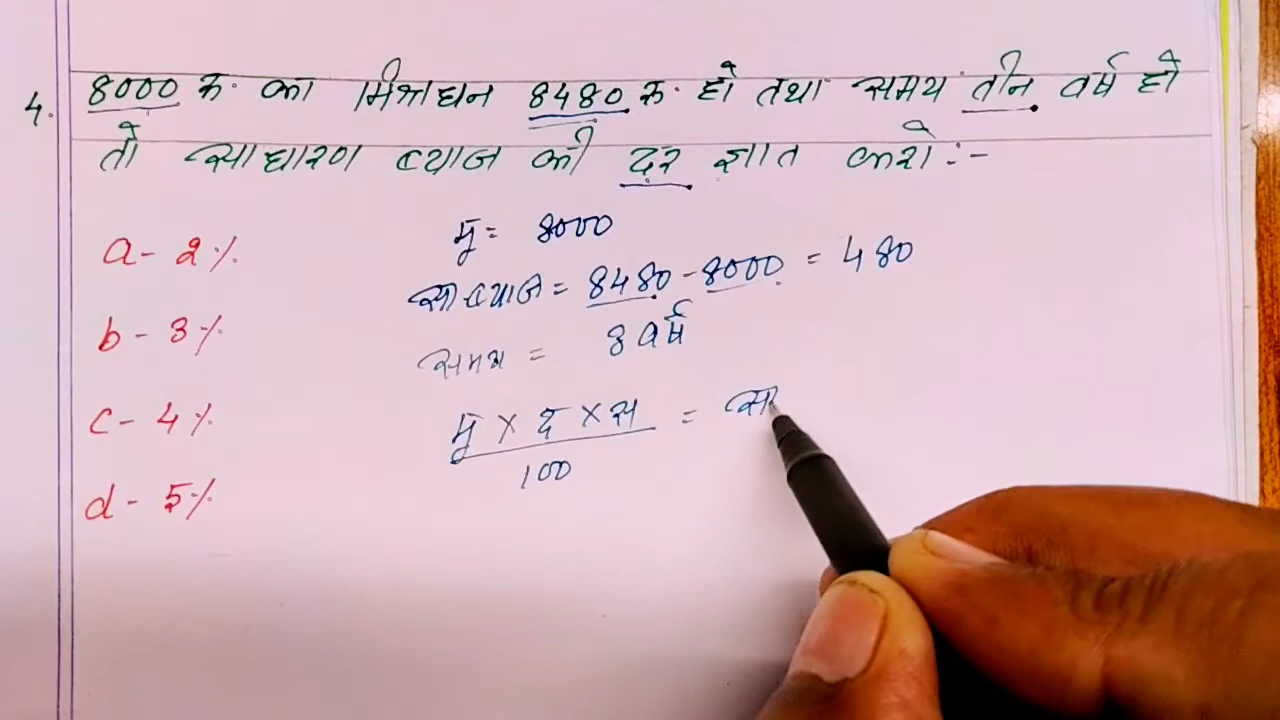 4. 8000 रु. का मिश्रधन 8480 रु. हो तथा समय तीन वर्ष हो
तो साधारण ब्याज की दर ज्ञात करो:-
a - 2%
b - 3%
c - 4%
d - 5%
मू = 8000
सा ब्याज = 8480 - 8000 = 480
समय = 3 वर्ष
मू × द × स = सा
100